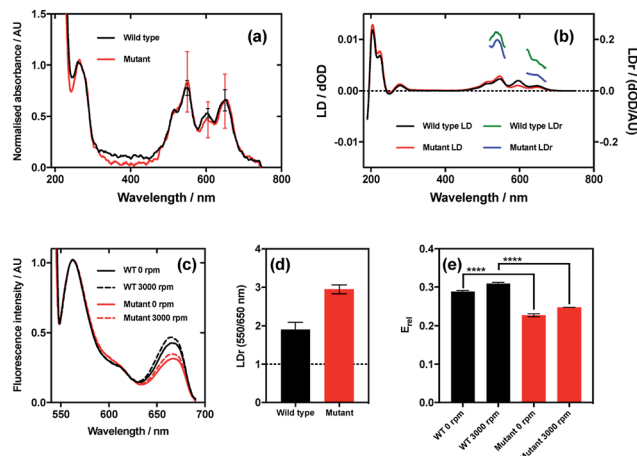 (a)
Wild type
Mutant
Normalised absorbance / AU
1.5
1.0
0.5
0.0
200 400 600 800
Wavelength / nm
(b)
LD / dOD
0.01
0.00
-0.01
LDr / (dOD/AU)
0.2
0.0
-0.2
Wild type LD
Mutant LD
Wild type LDr
Mutant LDr
200 400 600 800
Wavelength / nm
(c)
WT 0 rpm
WT 3000 rpm
Mutant 0 rpm
Mutant 3000 rpm
Fluorescence intensity / AU
1.0
0.5
0.0
550 600 650 700
Wavelength / nm
(d)
LDr (550/650 nm)
4
3
2
1
0
Wild type Mutant
(e)
Erel
0.4
0.3
0.2
0.1
0.0
****
****
WT 0 rpm
WT 3000 rpm
Mutant 0 rpm
Mutant 3000 rpm